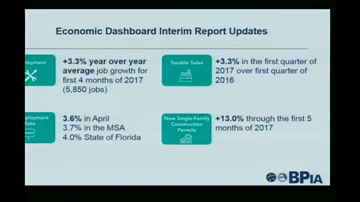 Economic Dashboard Interim Report Updates
ployment
+3.3% year over year
average job growth for
first 4 months of 2017
(5,850 jobs)
Taxable Sales
+3.3% in the first quarter of
2017 over first quarter of
2016
ployment
Rate
3.6% in April
3.7% in the MSA
4.0% State of Florida
New Single-Family
Construction
Permits
+13.0% through the first 5
months of 2017
BPIA